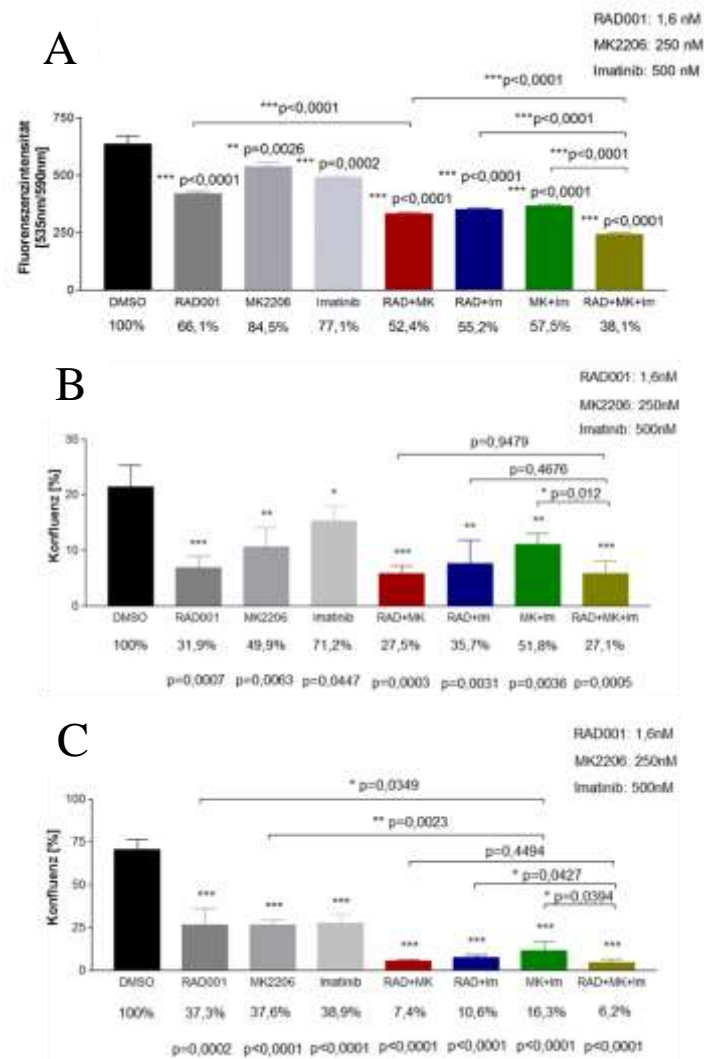 A
RAD001: 1,6 nM
MK2206: 250 nM
Imatinib: 500 nM
***p<0,0001
***p<0,0001
***p<0,0001
***p<0,0001
** p=0,0026
*** p=0,0002
*** p<0,0001
*** p<0,0001
*** p<0,0001
*** p<0,0001
*** p<0,0001
Fluoreszenzintensität
[535nm/590nm]
750
500
250
0
DMSO RAD001 MK2206 Imatinib RAD+MK RAD+Im MK+Im RAD+MK+Im
100% 66,1% 84,5% 77,1% 52,4% 55,2% 57,5% 38,1%
B
RAD001: 1,6nM
MK2206: 250nM
Imatinib: 500nM
p=0,9479
p=0,4676
* p=0,012
*** ** * *** ** ** ***
Konfluenz [%]
30
20
10
0
DMSO RAD001 MK2206 Imatinib RAD+MK RAD+Im MK+Im RAD+MK+Im
100% 31,9% 49,9% 71,2% 27,5% 35,7% 51,8% 27,1%
p=0,0007 p=0,0063 p=0,0447 p=0,0003 p=0,0031 p=0,0036 p=0,0005
C
RAD001: 1,6nM
MK2206: 250nM
Imatinib: 500nM
* p=0,0349
** p=0,0023
p=0,4494
* p=0,0427
* p=0,0394
*** *** *** *** *** *** ***
Konfluenz [%]
100
75
50
25
0
DMSO RAD001 MK2206 Imatinib RAD+MK RAD+Im MK+Im RAD+MK+Im
100% 37,3% 37,6% 38,9% 7,4% 10,6% 16,3% 6,2%
p=0,0002 p<0,0001 p<0,0001 p<0,0001 p<0,0001 p<0,0001 p<0,0001